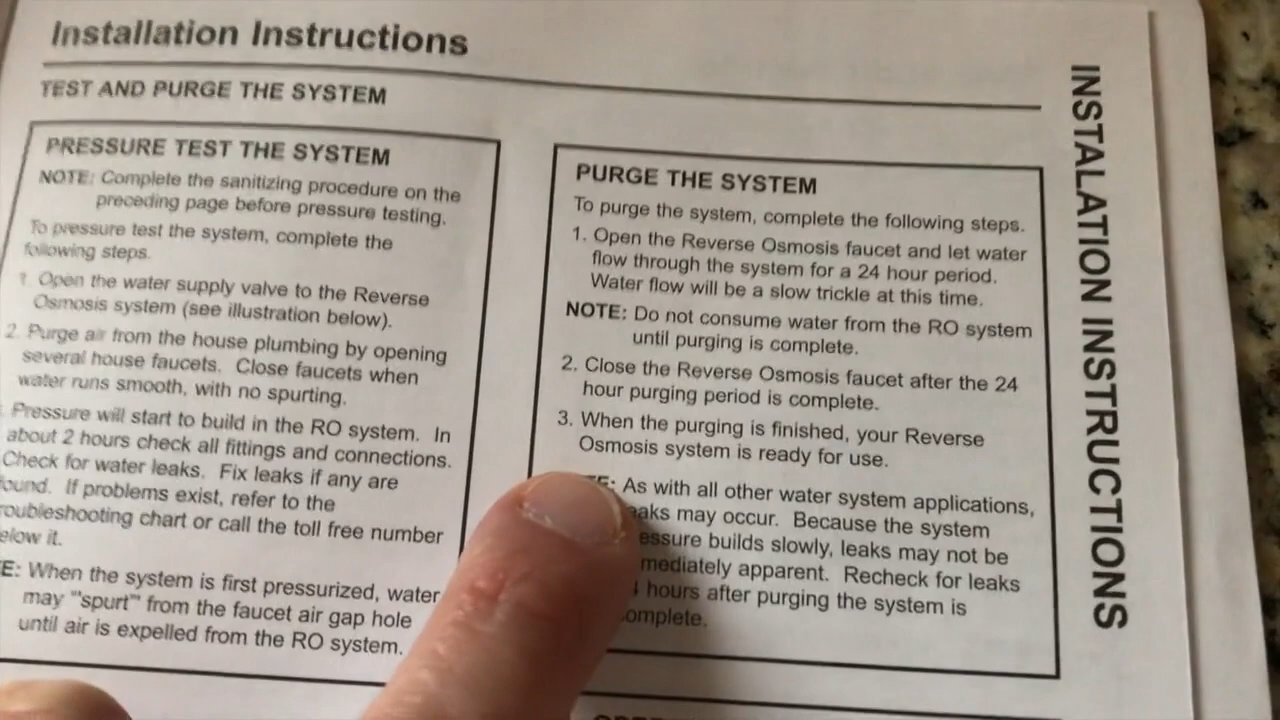 Installation Instructions
TEST AND PURGE THE SYSTEM
PRESSURE TEST THE SYSTEM
NOTE: Complete the sanitizing procedure on the
preceding page before pressure testing.
To pressure test the system, complete the
following steps.
1. Open the water supply valve to the Reverse
Osmosis system (see illustration below).
2. Purge air from the house plumbing by opening
several house faucets. Close faucets when
water runs smooth, with no spurting.
Pressure will start to build in the RO system. In
about 2 hours check all fittings and connections.
Check for water leaks. Fix leaks if any are
ound. If problems exist, refer to the
roubleshooting chart or call the toll free number
elow it.
E: When the system is first pressurized, water
may "'spurt'" from the faucet air gap hole
until air is expelled from the RO system.
PURGE THE SYSTEM
To purge the system, complete the following steps.
1. Open the Reverse Osmosis faucet and let water
flow through the system for a 24 hour period.
Water flow will be a slow trickle at this time.
NOTE: Do not consume water from the RO system
until purging is complete.
2. Close the Reverse Osmosis faucet after the 24
hour purging period is complete.
3. When the purging is finished, your Reverse
Osmosis system is ready for use.
TE: As with all other water system applications,
eaks may occur. Because the system
essure builds slowly, leaks may not be
mediately apparent. Recheck for leaks
hours after purging the system is
omplete.
INSTALATION INSTRUCTIONS